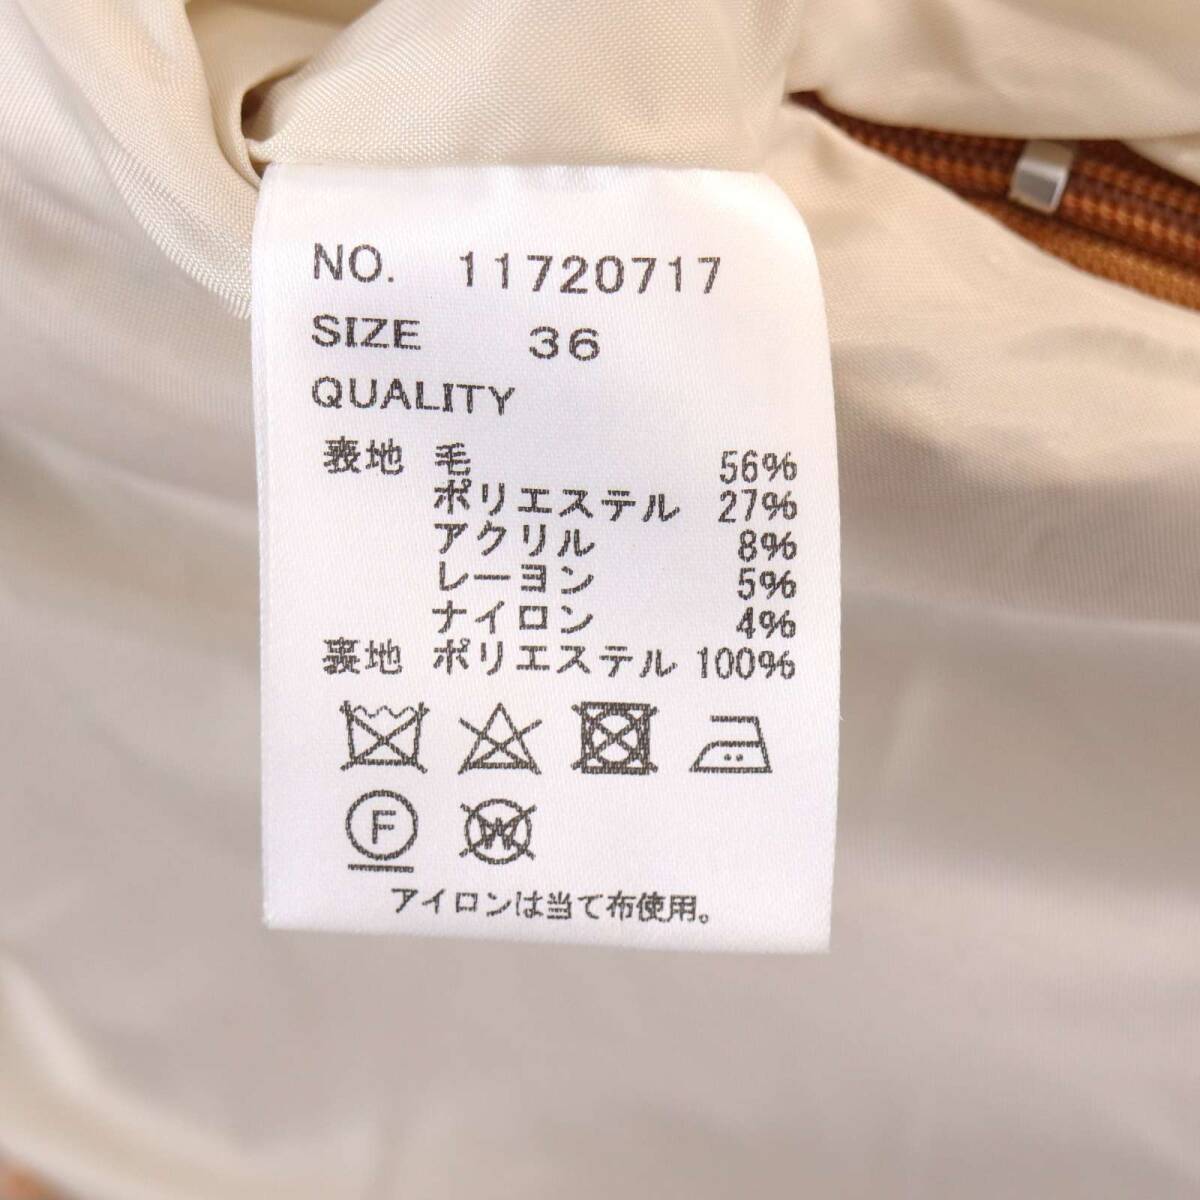 NO. 11720717
SIZE 36
QUALITY
表地 毛 56%
ポリエステル 27%
アクリル 8%
レーヨン 5%
ナイロン 4%
裏地 ポリエステル 100%
F W
アイロンは当て布使用。